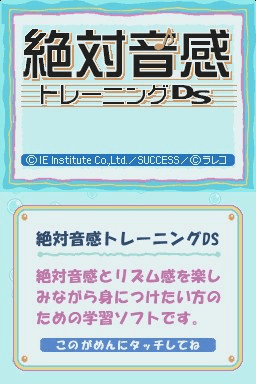 絶対音感
トレーニングDS
©IE Institute Co,Ltd./SUCCESS/©ラレコ
絶対音感トレーニングDS
絶対音感とリズム感を楽し
みながら身につけたい方の
ための学習ソフトです。
このがめんにタッチしてね